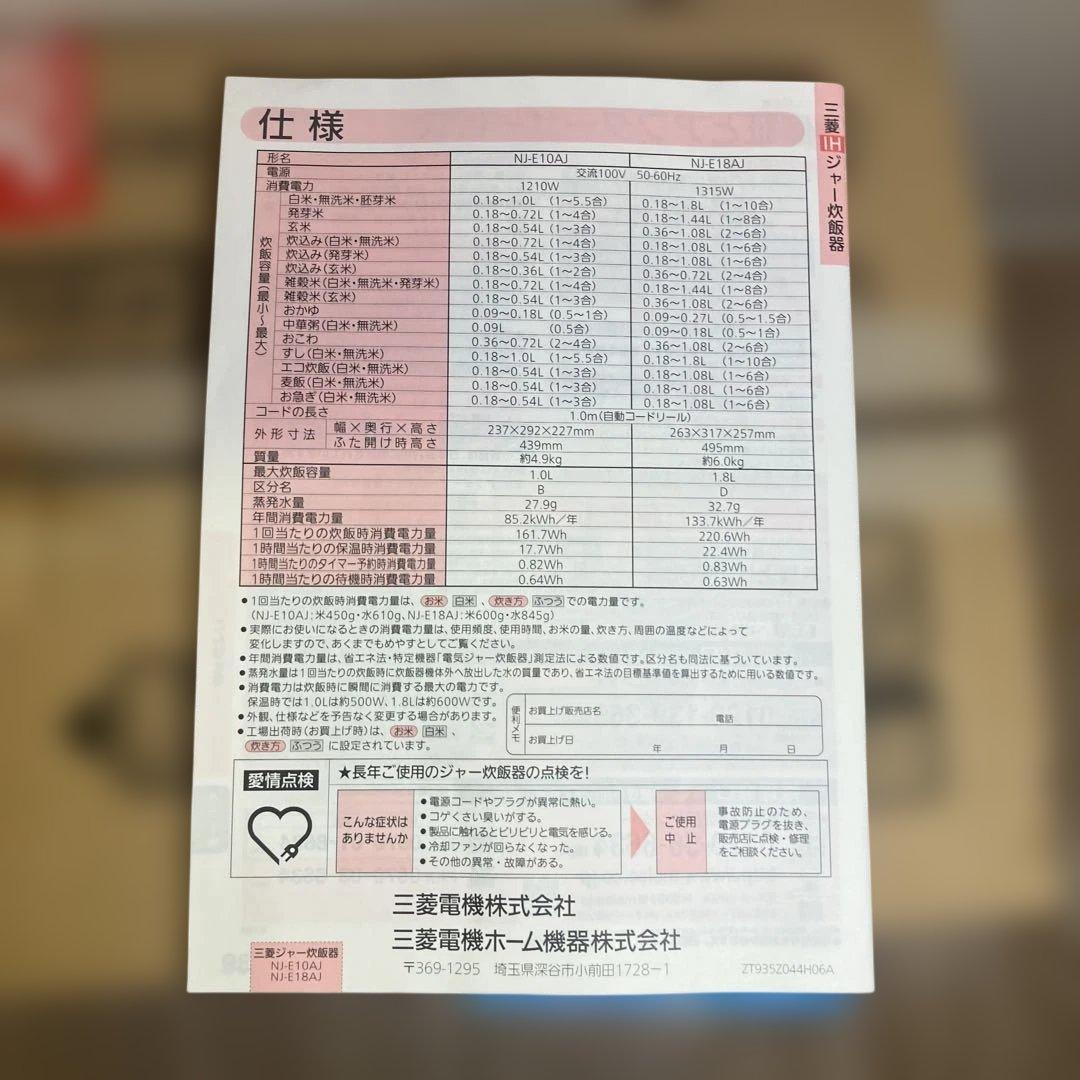 仕様
三菱IHジャー炊飯器
形名 NJ-E10AJ NJ-E18AJ
電源 交流100V 50-60Hz
消費電力 1210W 1315W
炊飯容量(最小〜最大)
白米・無洗米・胚芽米 0.18〜1.0L (1〜5.5合) 0.18〜1.8L (1〜10合)
発芽米 0.18〜0.72L (1〜4合) 0.18〜1.44L (1〜8合)
玄米 0.18〜0.54L (1〜3合) 0.36〜1.08L (2〜6合)
炊込み(白米・無洗米) 0.18〜0.72L (1〜4合) 0.18〜1.08L (1〜6合)
炊込み(発芽米) 0.18〜0.54L (1〜3合) 0.18〜1.08L (1〜6合)
炊込み(玄米) 0.18〜0.36L (1〜2合) 0.36〜0.72L (2〜4合)
雑穀米(白米・無洗米・発芽米) 0.18〜0.72L (1〜4合) 0.18〜1.44L (1〜8合)
雑穀米(玄米) 0.18〜0.54L (1〜3合) 0.36〜1.08L (2〜6合)
おかゆ 0.09〜0.18L (0.5〜1合) 0.09〜0.27L (0.5〜1.5合)
中華粥(白米・無洗米) 0.09L (0.5合) 0.09〜0.18L (0.5〜1合)
おこわ 0.36〜0.72L (2〜4合) 0.36〜1.08L (2〜6合)
すし(白米・無洗米) 0.18〜1.0L (1〜5.5合) 0.18〜1.8L (1〜10合)
エコ炊飯(白米・無洗米) 0.18〜0.54L (1〜3合) 0.18〜1.08L (1〜6合)
麦飯(白米・無洗米) 0.18〜0.54L (1〜3合) 0.18〜1.08L (1〜6合)
お急ぎ(白米・無洗米) 0.18〜0.54L (1〜3合) 0.18〜1.08L (1〜6合)
コードの長さ 1.0m(自動コードリール)
外形寸法 幅×奥行×高さ 237×292×227mm 263×317×257mm
ふた開け時高さ 439mm 495mm
質量 約4.9kg 約6.0kg
最大炊飯容量 1.0L 1.8L
区分名 B D
蒸発水量 27.9g 32.7g
年間消費電力量 85.2kWh/年 133.7kWh/年
1回当たりの炊飯時消費電力量 161.7Wh 220.6Wh
1時間当たりの保温時消費電力量 17.7Wh 22.4Wh
1時間当たりのタイマー予約時消費電力量 0.82Wh 0.83Wh
1時間当たりの待機時消費電力量 0.64Wh 0.63Wh
●1回当たりの炊飯時消費電力量は、お米 白米、炊き方 ふつう での電力量です。
(NJ-E10AJ:米450g・水610g、NJ-E18AJ:米600g・水845g)
●実際にお使いになるときの消費電力量は、使用頻度、使用時間、お米の量、炊き方、周囲の温度などによって
変化しますので、あくまでもめやすとしてご覧ください。
●年間消費電力量は、省エネ法・特定機器「電気ジャー炊飯器」測定法による数値です。区分名も同法に基づいています。
●蒸発水量は1回当たりの炊飯時に炊飯器機体外へ放出した水の質量であり、省エネ法の目標基準値を算出するために用いる数値です。
●消費電力は炊飯時に瞬間に消費する最大の電力です。
保温時では1.0Lは約500W、1.8Lは約600Wです。
●外観、仕様などを予告なく変更する場合があります。
●工場出荷時(お買上げ時)は、お米 白米、
炊き方 ふつう に設定されています。
便利メモ
お買上げ販売店名
電話
お買上げ日 年 月 日
愛情点検
★長年ご使用のジャー炊飯器の点検を!
こんな症状は
ありませんか
●電源コードやプラグが異常に熱い。
●コゲくさい臭いがする。
●製品に触れるとビリビリと電気を感じる。
●冷却ファンが回らなくなった。
●その他の異常・故障がある。
ご使用
中止
事故防止のため、
電源プラグを抜き、
販売店に点検・修理
をご相談ください。
三菱電機株式会社
三菱電機ホーム機器株式会社
〒369-1295 埼玉県深谷市小前田1728-1
ZT935Z044H06A
三菱ジャー炊飯器
NJ-E10AJ
NJ-E18AJ